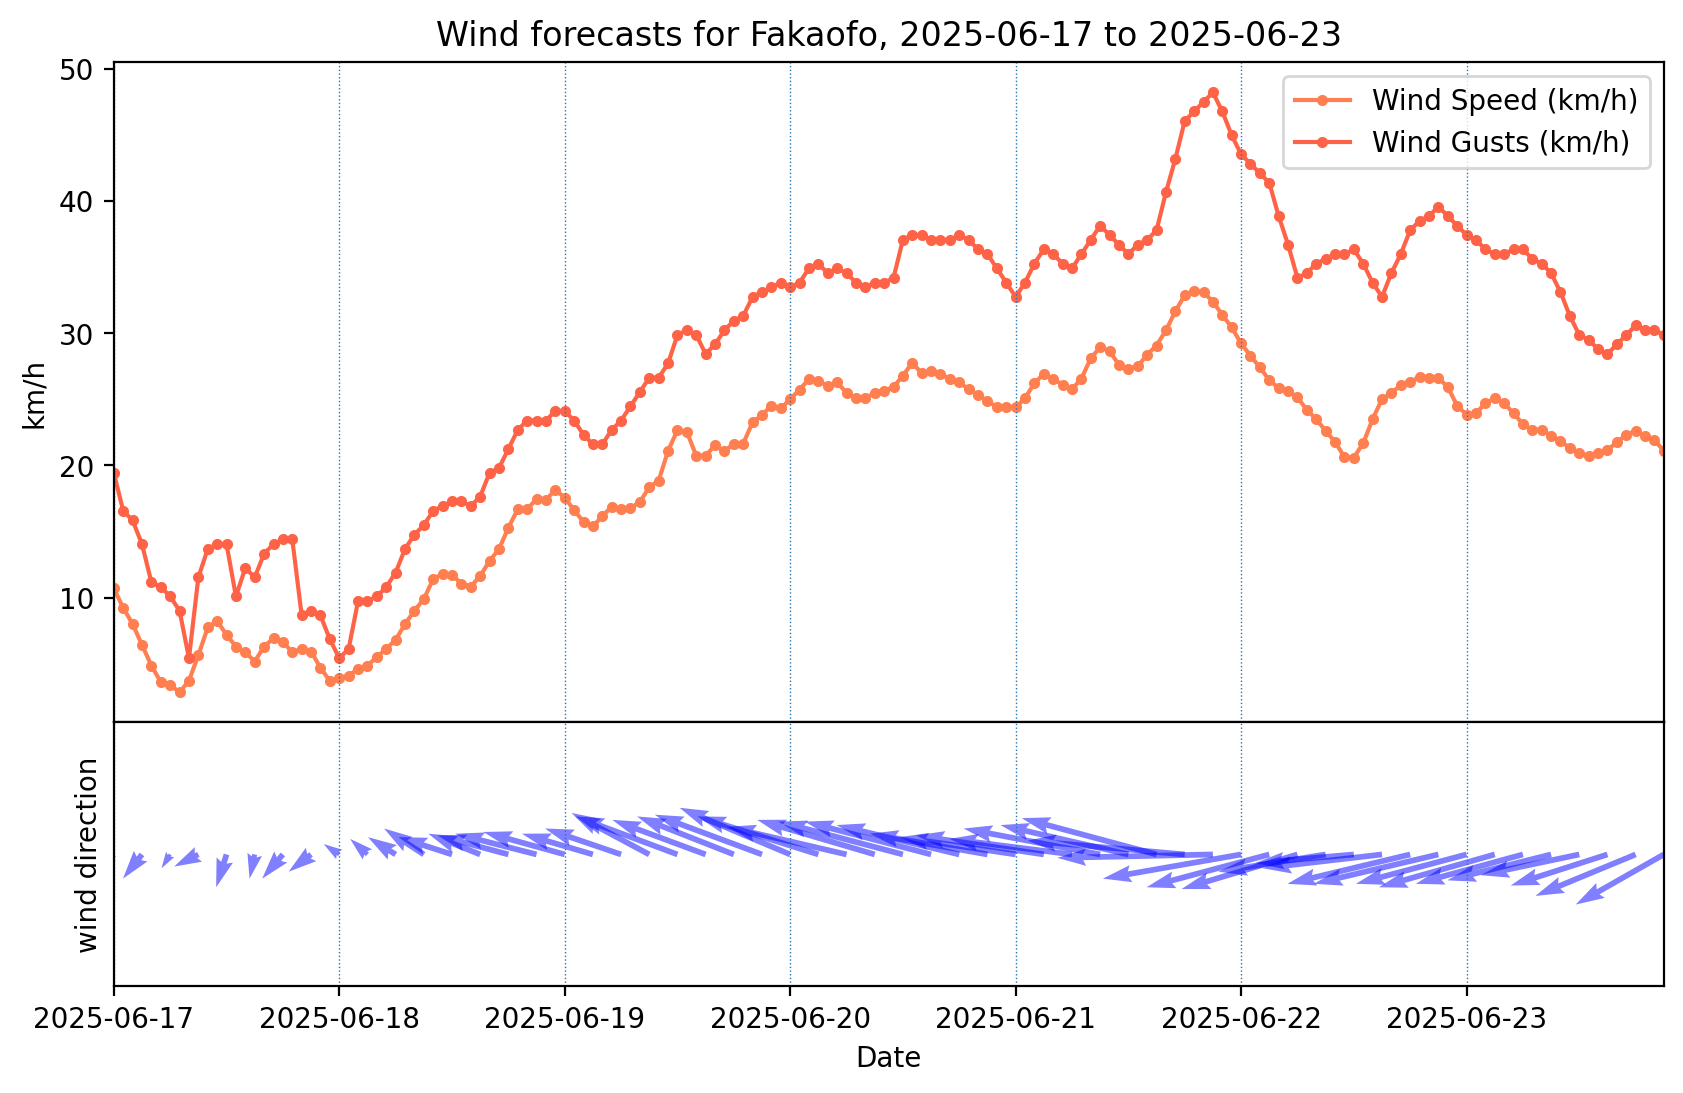 Wind forecasts for Fakaofo, 2025-06-17 to 2025-06-23
50
40
30
20
10
km/h
Wind Speed (km/h)
Wind Gusts (km/h)
wind direction
2025-06-17
2025-06-18
2025-06-19
2025-06-20
2025-06-21
2025-06-22
2025-06-23
Date